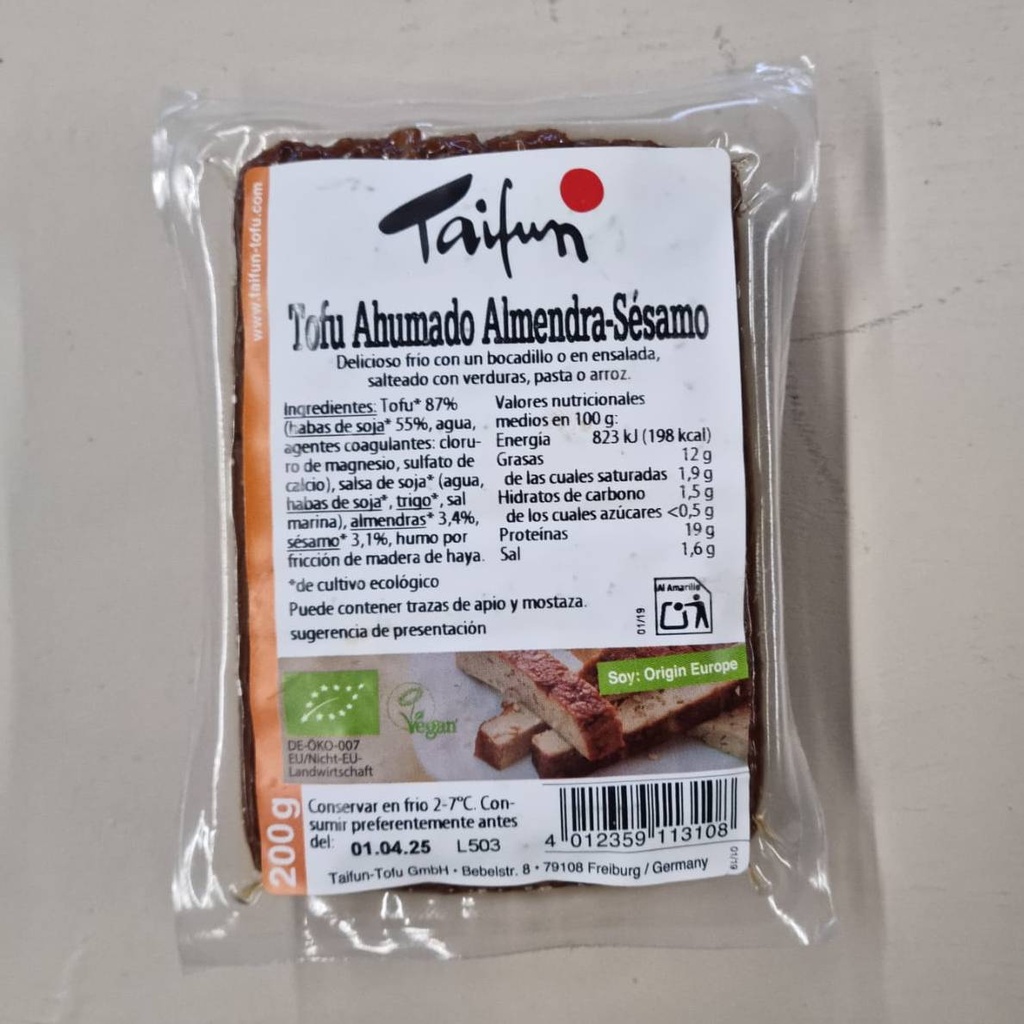 www.taifun-tofu.com
Taifun
Tofu Ahumado Almendra-Sésamo
Delicioso frío con un bocadillo o en ensalada,
salteado con verduras, pasta o arroz.
Ingredientes: Tofu* 87%
(habas de soja* 55%, agua,
agentes coagulantes: cloru-
ro de magnesio, sulfato de
calcio), salsa de soja* (agua,
habas de soja*, trigo*, sal
marina), almendras* 3,4%,
sésamo* 3,1%, humo por
fricción de madera de haya.
*de cultivo ecológico
Puede contener trazas de apio y mostaza.
sugerencia de presentación
Valores nutricionales
medios en 100 g:
Energía 823 kJ (198 kcal)
Grasas 12 g
de las cuales saturadas 1,9 g
Hidratos de carbono 1,5 g
de los cuales azúcares <0,5 g
Proteínas 19 g
Sal 1,6 g
01/19
Al Amarillo
Soy: Origin Europe
Vegan
DE-ÖKO-007
EU/Nicht-EU-
Landwirtschaft
200g
Conservar en frio 2-7°C. Con-
sumir preferentemente antes
del: 01.04.25 L503
4 012359 113108
01/19
Taifun-Tofu GmbH • Bebelstr. 8 • 79108 Freiburg / Germany